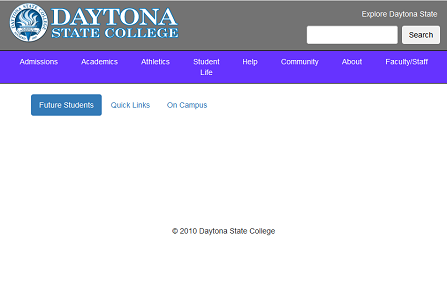 DAYTONA
STATE COLLEGE
Explore Daytona State
Search
Admissions Academics Athletics Student Life Help Community About Faculty/Staff
Future Students Quick Links On Campus
© 2010 Daytona State College